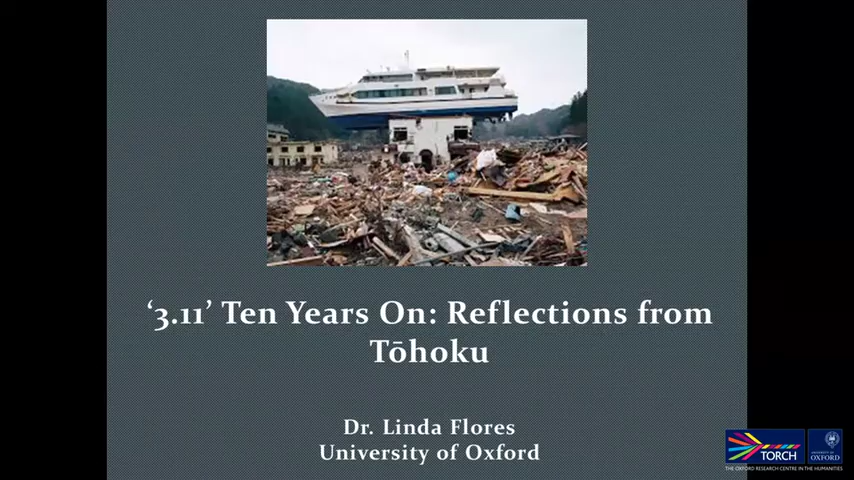 ‘3.11’ Ten Years On: Reflections from
Tōhoku
Dr. Linda Flores
University of Oxford
TORCH
UNIVERSITY OF
OXFORD
THE OXFORD RESEARCH CENTRE IN THE HUMANITIES